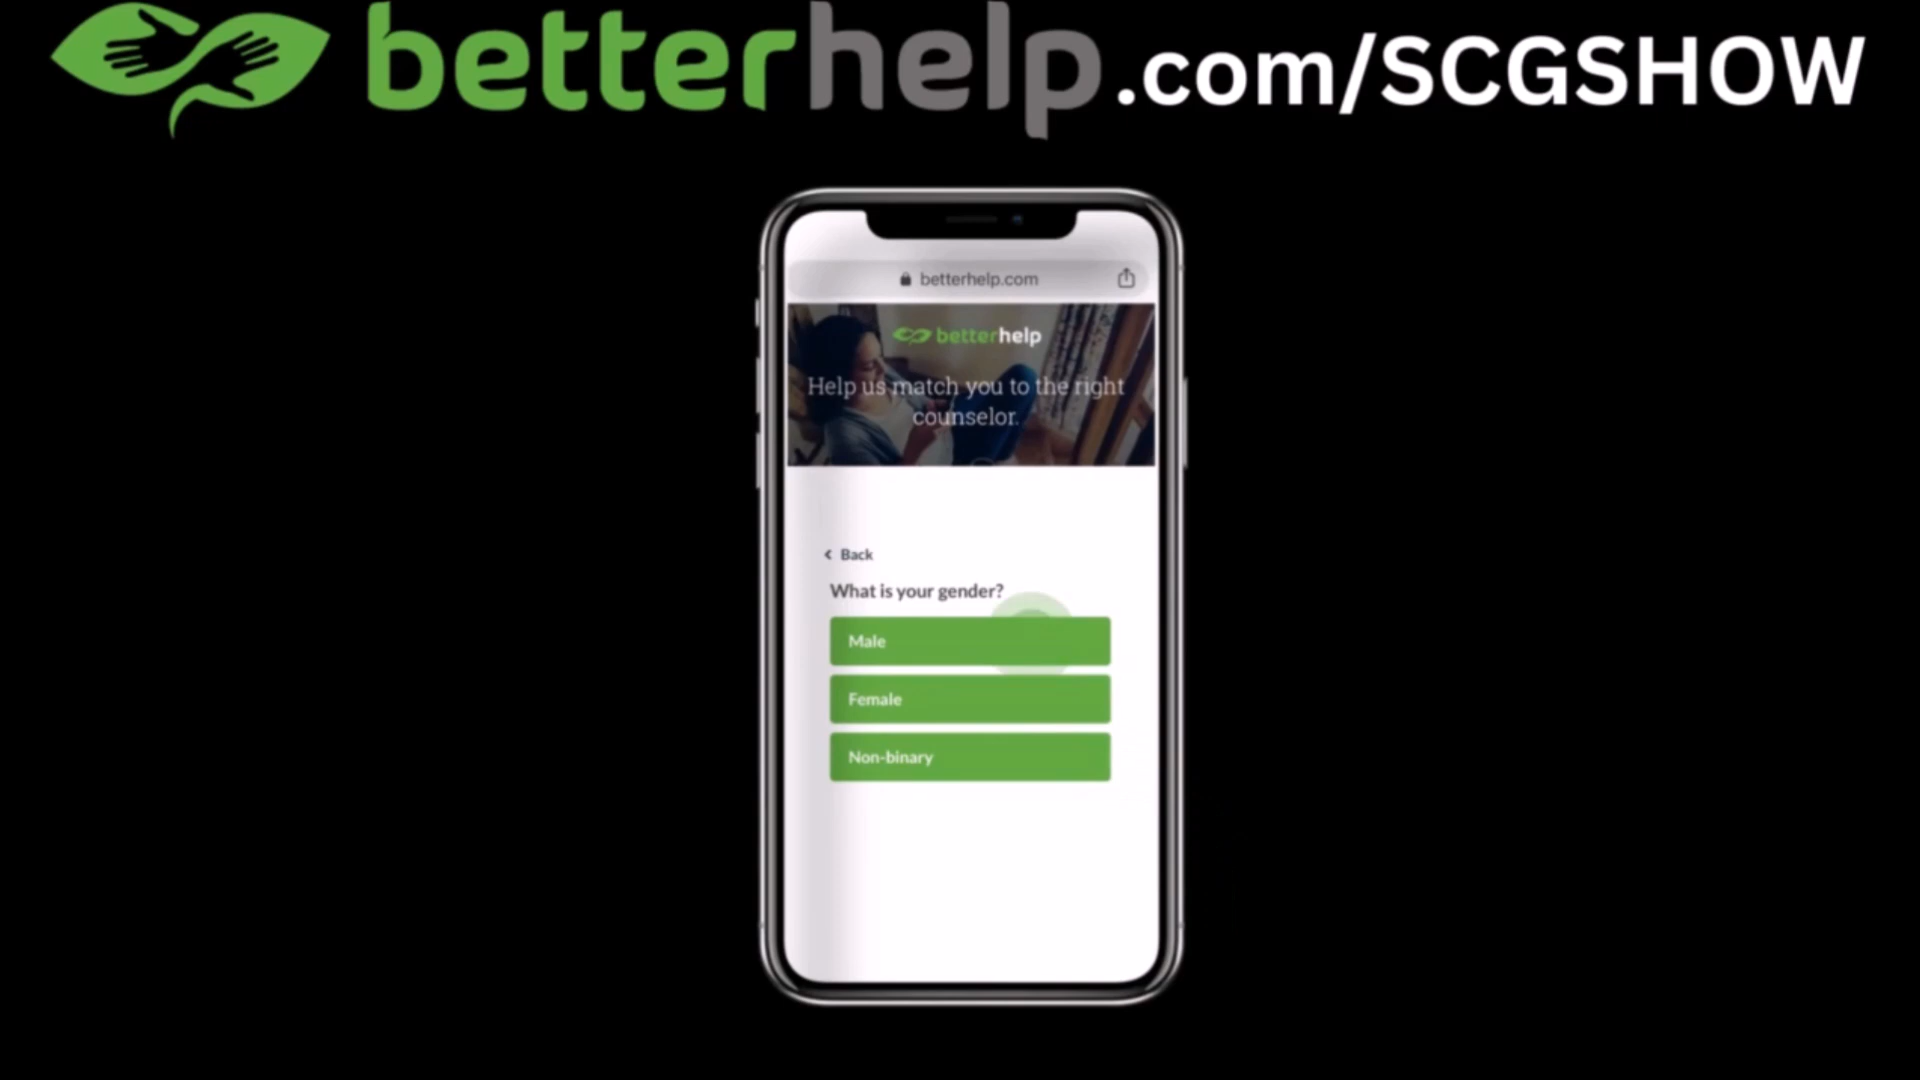 betterhelp.com/SCGSHOW
betterhelp.com
betterhelp
Help us match you to the right
counselor.
Back
What is your gender?
Male
Female
Non-binary